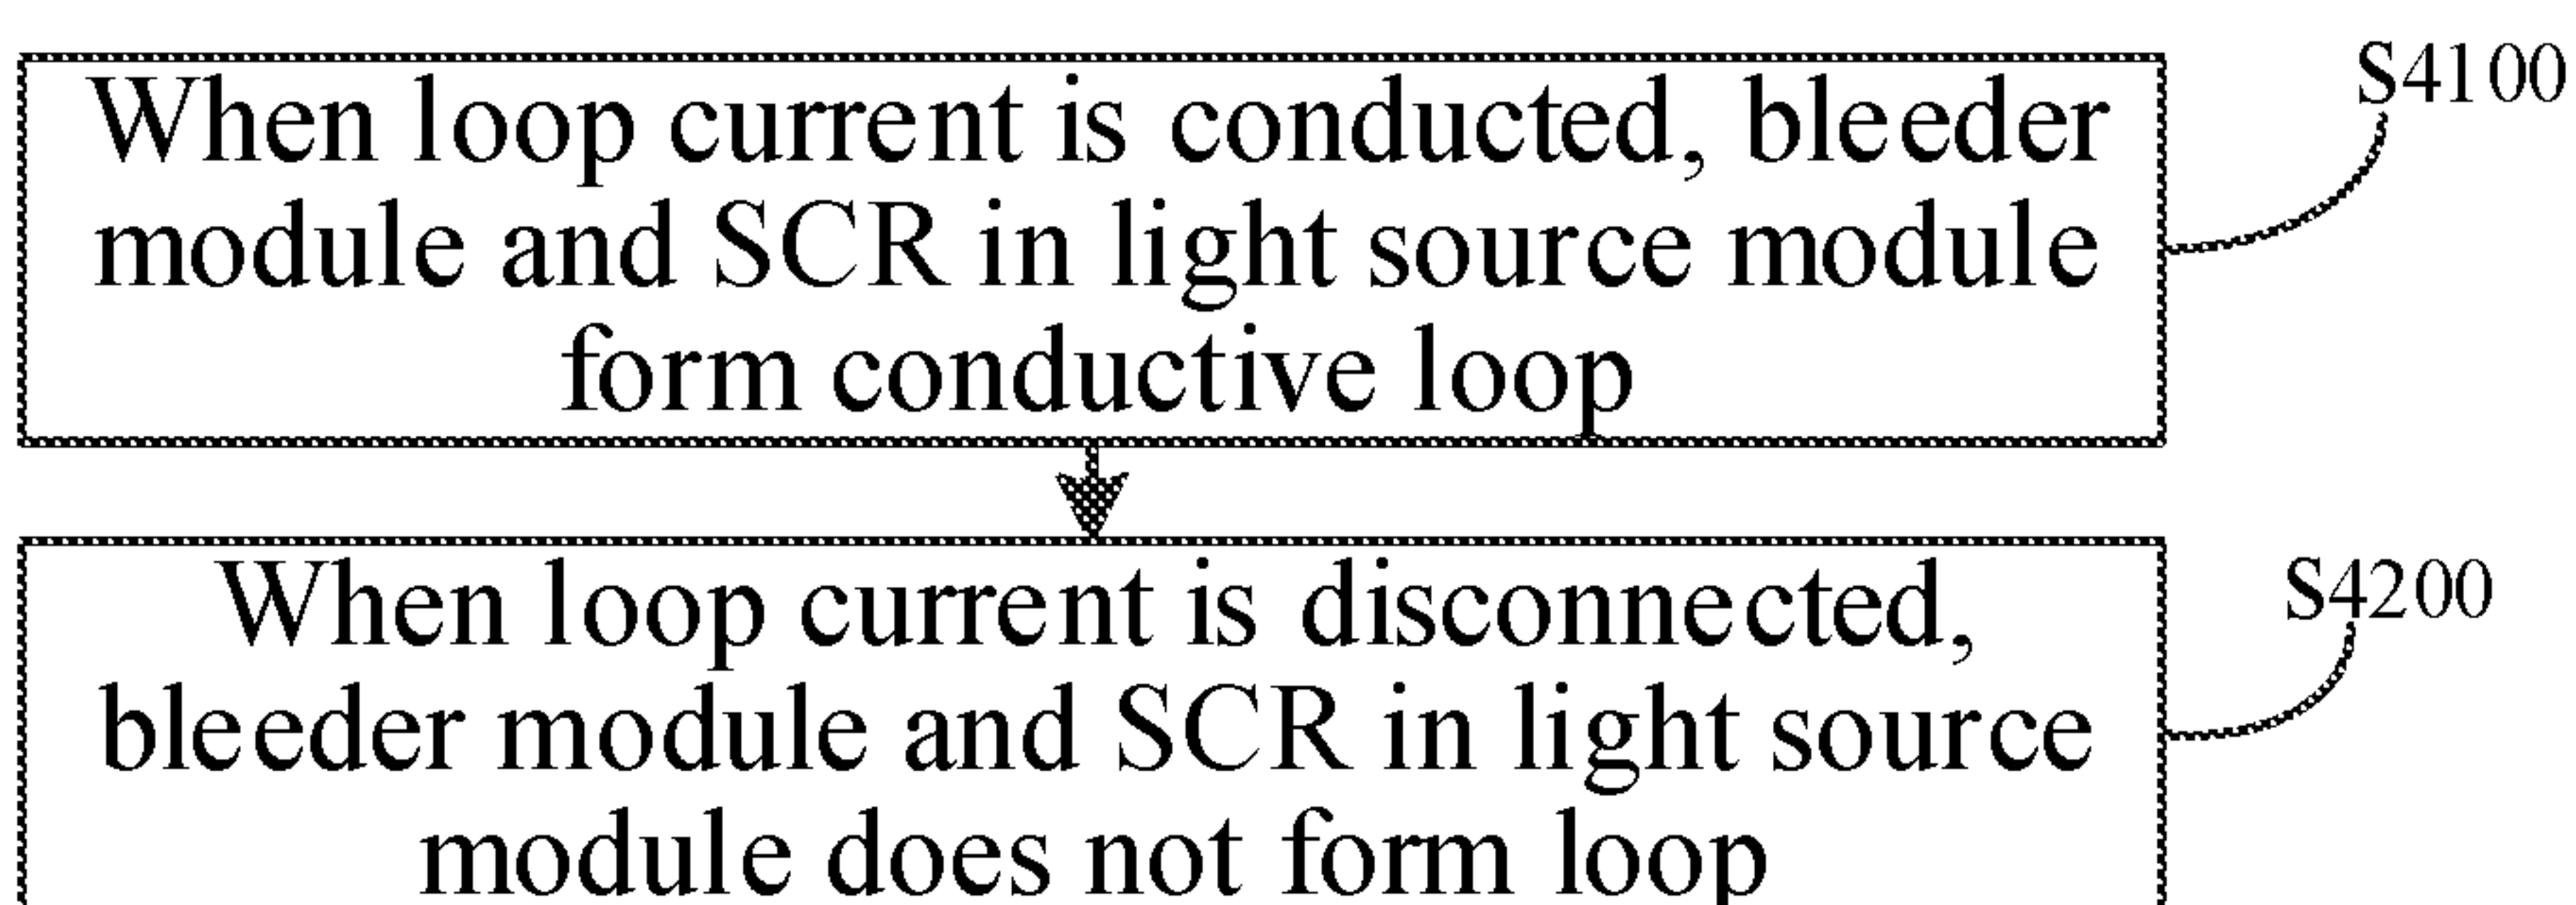 When loop current is conducted, bleeder
module and SCR in light source module
form conductive loop
S4100
When loop current is disconnected,
bleeder module and SCR in light source
module does not form loop
S4200